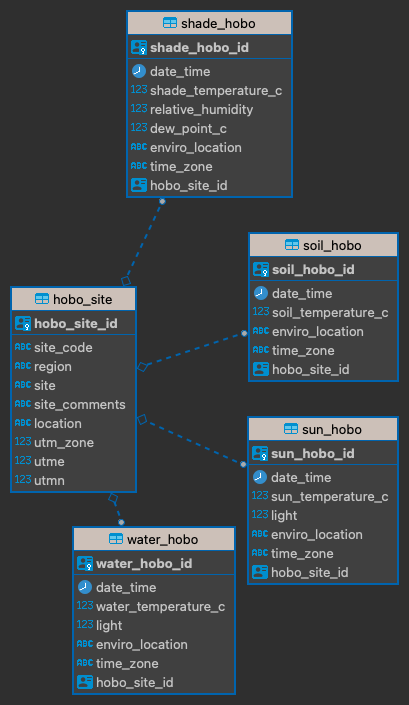 shade_hobo
shade_hobo_id
date_time
123 shade_temperature_c
123 relative_humidity
123 dew_point_c
ABC enviro_location
ABC time_zone
hobo_site_id
soil_hobo
soil_hobo_id
date_time
123 soil_temperature_c
ABC enviro_location
ABC time_zone
hobo_site_id
hobo_site
hobo_site_id
ABC site_code
ABC region
ABC site
ABC site_comments
ABC location
123 utm_zone
123 utme
123 utmn
sun_hobo
sun_hobo_id
date_time
123 sun_temperature_c
123 light
ABC enviro_location
ABC time_zone
hobo_site_id
water_hobo
water_hobo_id
date_time
123 water_temperature_c
123 light
ABC enviro_location
ABC time_zone
hobo_site_id